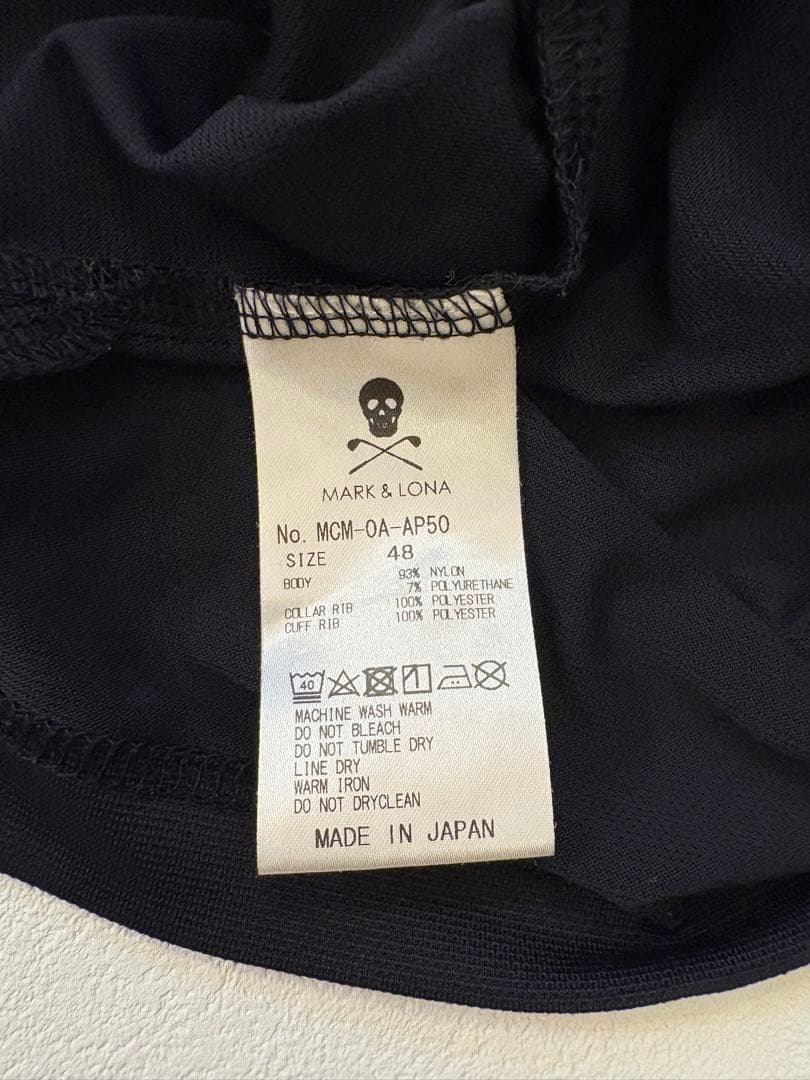 MARK & LONA
No. MCM-OA-AP50
SIZE 48
BODY 93% NYLON
7% POLYURETHANE
COLLAR RIB 100% POLYESTER
CUFF RIB 100% POLYESTER
40
MACHINE WASH WARM
DO NOT BLEACH
DO NOT TUMBLE DRY
LINE DRY
WARM IRON
DO NOT DRYCLEAN
MADE IN JAPAN